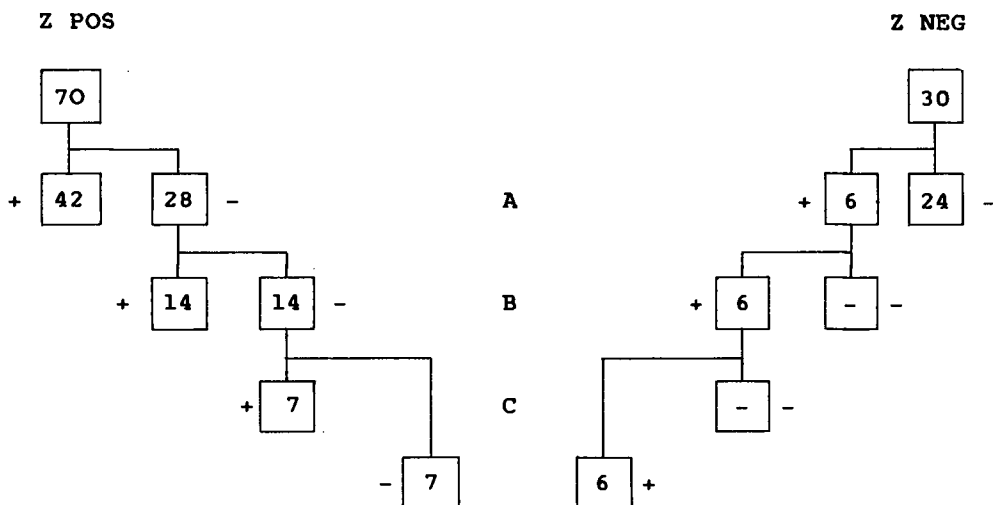 Z POS Z NEG
70 30
+ 42 28 - A + 6 24 -
+ 14 14 - B + 6 - -
+ 7 C - -
- 7 6 +